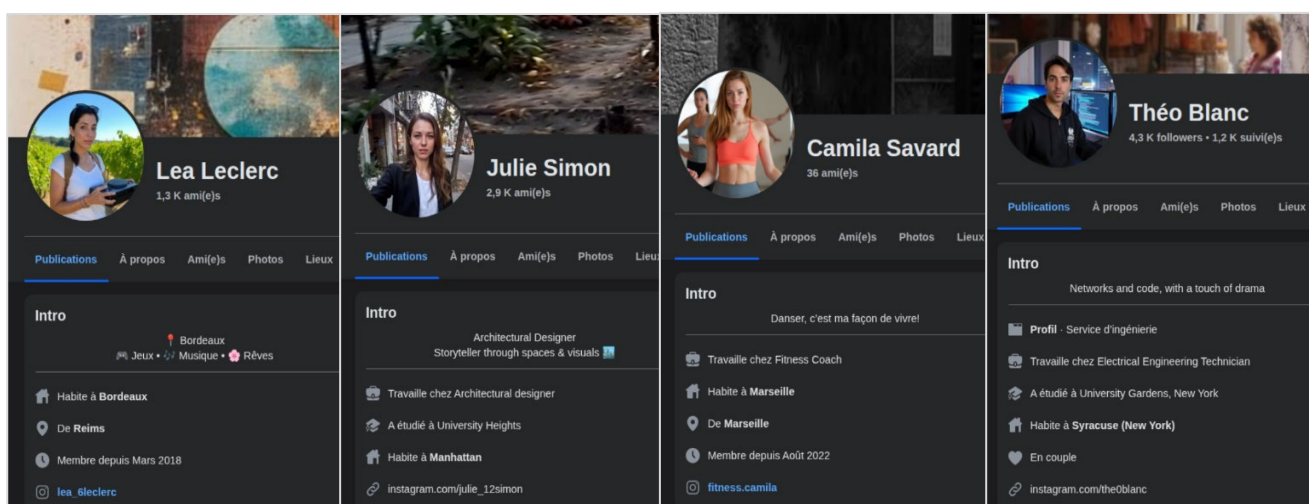 Lea Leclerc
1,3 K ami(e)s
Publications À propos Ami(e)s Photos Lieux
Intro
📍 Bordeaux
🎮 Jeux • 🎶 Musique • 🌸 Rêves
Habite à Bordeaux
De Reims
Membre depuis Mars 2018
lea_6leclerc
Julie Simon
2,9 K ami(e)s
Publications À propos Ami(e)s Photos
Intro
Architectural Designer
Storyteller through spaces & visuals 🏙️
Travaille chez Architectural designer
A étudié à University Heights
Habite à Manhattan
instagram.com/julie_12simon
Camila Savard
36 ami(e)s
Publications À propos Ami(e)s Photos Lieux
Intro
Danser, c'est ma façon de vivre!
Travaille chez Fitness Coach
Habite à Marseille
De Marseille
Membre depuis Août 2022
fitness.camila
Théo Blanc
4,3 K followers • 1,2 K suivi(e)s
Publications À propos Ami(e)s Photos Lieux
Intro
Networks and code, with a touch of drama
Profil · Service d'ingénierie
Travaille chez Electrical Engineering Technician
A étudié à University Gardens, New York
Habite à Syracuse (New York)
En couple
instagram.com/the0blanc